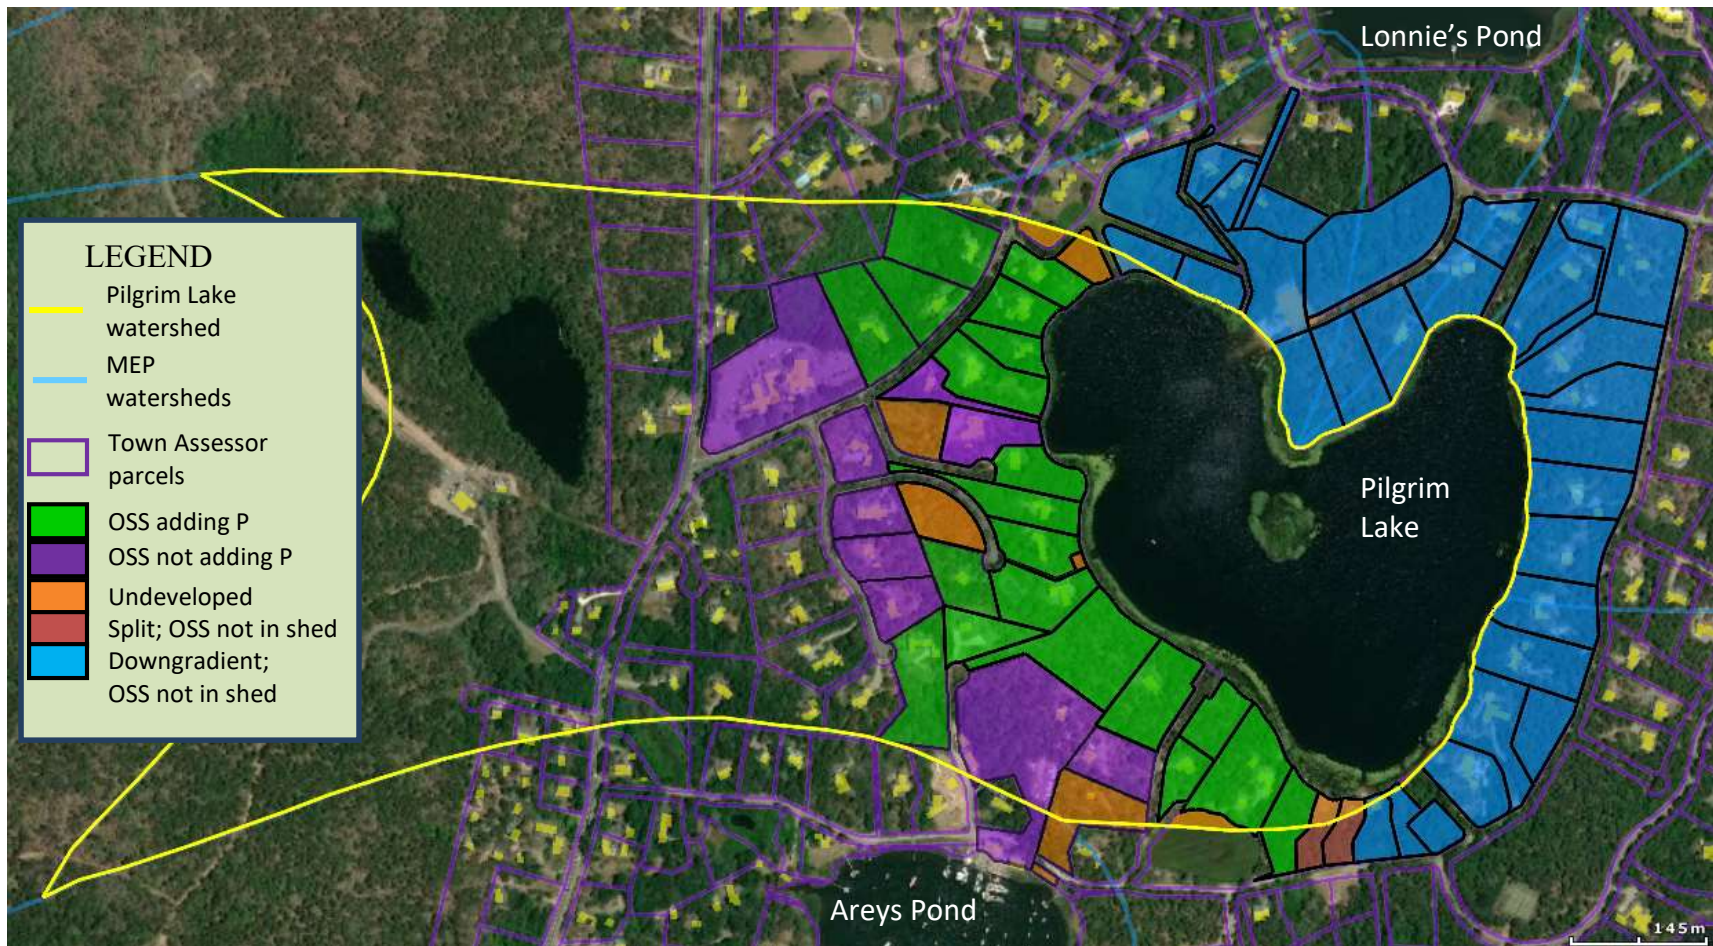 Lonnie's Pond
LEGEND
Pilgrim Lake
watershed
MEP
watersheds
Town Assessor
parcels
OSS adding P
OSS not adding P
Undeveloped
Split; OSS not in shed
Downgradient;
OSS not in shed
Pilgrim
Lake
Areys Pond
145m